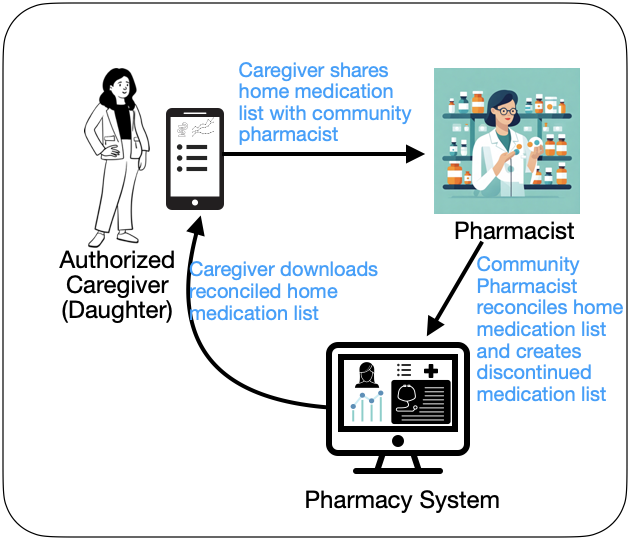 Caregiver shares
home medication
list with community
pharmacist
Authorized
Caregiver
(Daughter)
Pharmacist
Caregiver downloads
reconciled home
medication list
Community
Pharmacist
reconciles home
medication list
and creates
discontinued
medication list
Pharmacy System